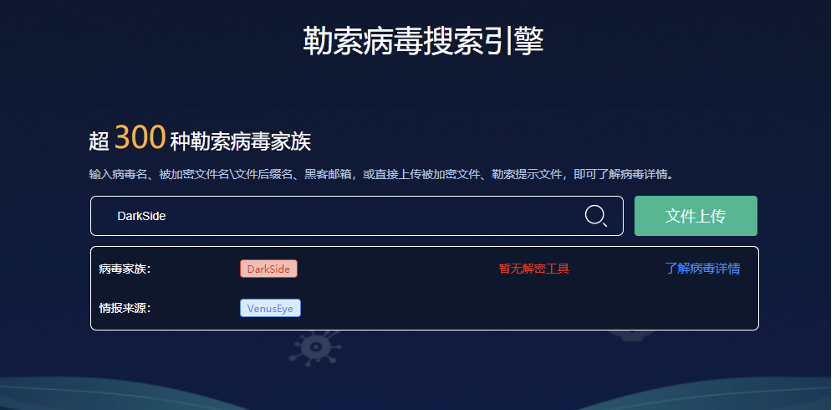 勒索病毒搜索引擎
超 300 种勒索病毒家族
输入病毒名、被加密文件名\文件后缀名、黑客邮箱，或直接上传被加密文件、勒索提示文件，即可了解病毒详情。
DarkSide 文件上传
病毒家族： DarkSide 暂无解密工具 了解病毒详情
情报来源： VenusEye